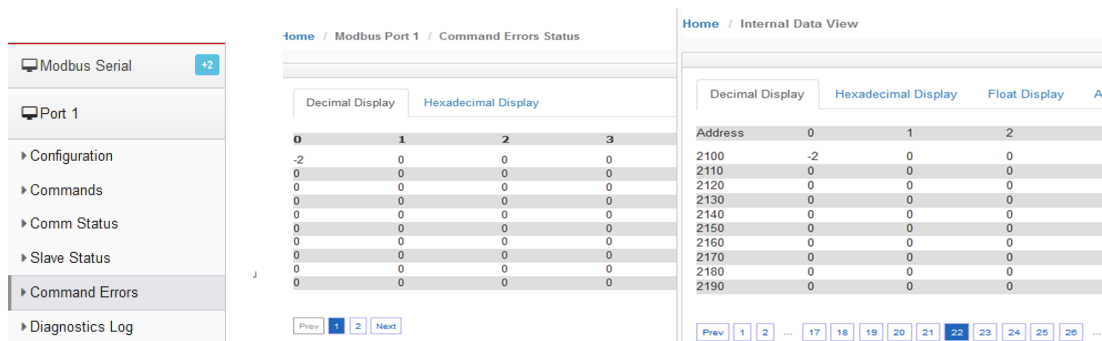 Modbus Serial +2
Port 1
Configuration
Commands
Comm Status
Slave Status
Command Errors
Diagnostics Log
Home / Modbus Port 1 / Command Errors Status
Decimal Display Hexadecimal Display
0 1 2 3
-2 0 0 0
0 0 0 0
0 0 0 0
0 0 0 0
0 0 0 0
0 0 0 0
0 0 0 0
0 0 0 0
0 0 0 0
0 0 0 0
Prev 1 2 Next
Home / Internal Data View
Decimal Display Hexadecimal Display Float Display A
Address 0 1 2
2100 -2 0 0
2110 0 0 0
2120 0 0 0
2130 0 0 0
2140 0 0 0
2150 0 0 0
2160 0 0 0
2170 0 0 0
2180 0 0 0
2190 0 0 0
Prev 1 2 ... 17 18 19 20 21 22 23 24 25 26 ...